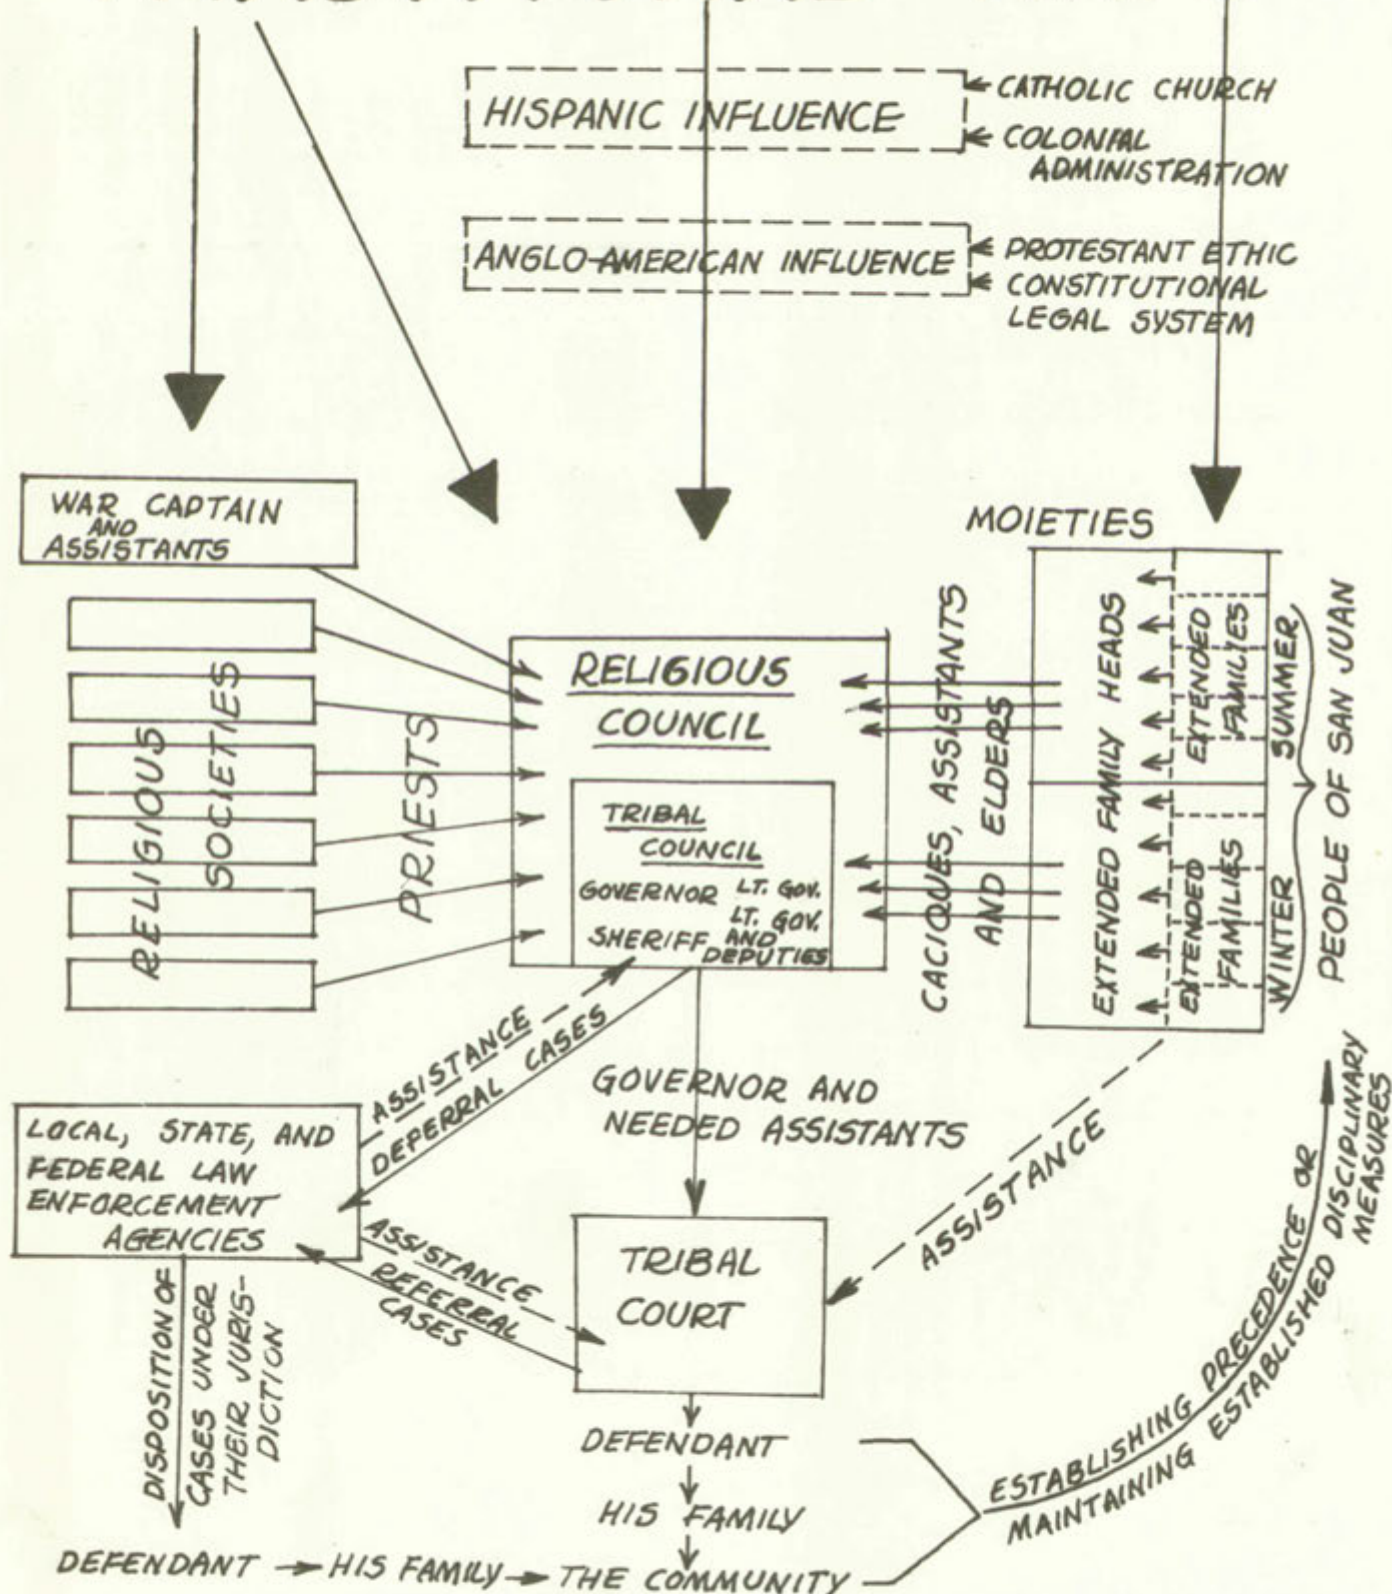 HISPANIC INFLUENCE
CATHOLIC CHURCH
COLONIAL
ADMINISTRATION
ANGLO-AMERICAN INFLUENCE
PROTESTANT ETHIC
CONSTITUTIONAL
LEGAL SYSTEM
WAR CAPTAIN
AND
ASSISTANTS
RELIGIOUS
SOCIETIES
PRIESTS
RELIGIOUS
COUNCIL
TRIBAL
COUNCIL
GOVERNOR LT. GOV.
LT. GOV.
SHERIFF AND
DEPUTIES
CACIQUES, ASSISTANTS
AND ELDERS
MOIETIES
EXTENDED FAMILY HEADS
EXTENDED
FAMILIES
SUMMER
EXTENDED
FAMILIES
WINTER
PEOPLE OF SAN JUAN
ASSISTANCE
DEPERRAL CASES
GOVERNOR AND
NEEDED ASSISTANTS
ASSISTANCE
LOCAL, STATE, AND
FEDERAL LAW
ENFORCEMENT
AGENCIES
ASSISTANCE
REFERRAL
CASES
TRIBAL
COURT
DISPOSITION OF
CASES UNDER
THEIR JURIS-
DICTION
DEFENDANT
HIS FAMILY
DEFENDANT HIS FAMILY THE COMMUNITY
ESTABLISHING PRECEDENCE OR
MAINTAINING ESTABLISHED DISCIPLINARY
MEASURES